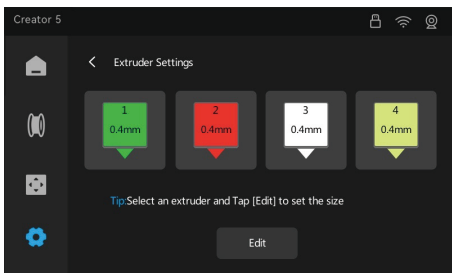 Creator 5
Extruder Settings
1 2 3 4
0.4mm 0.4mm 0.4mm 0.4mm
Tip:Select an extruder and Tap [Edit] to set the size
Edit